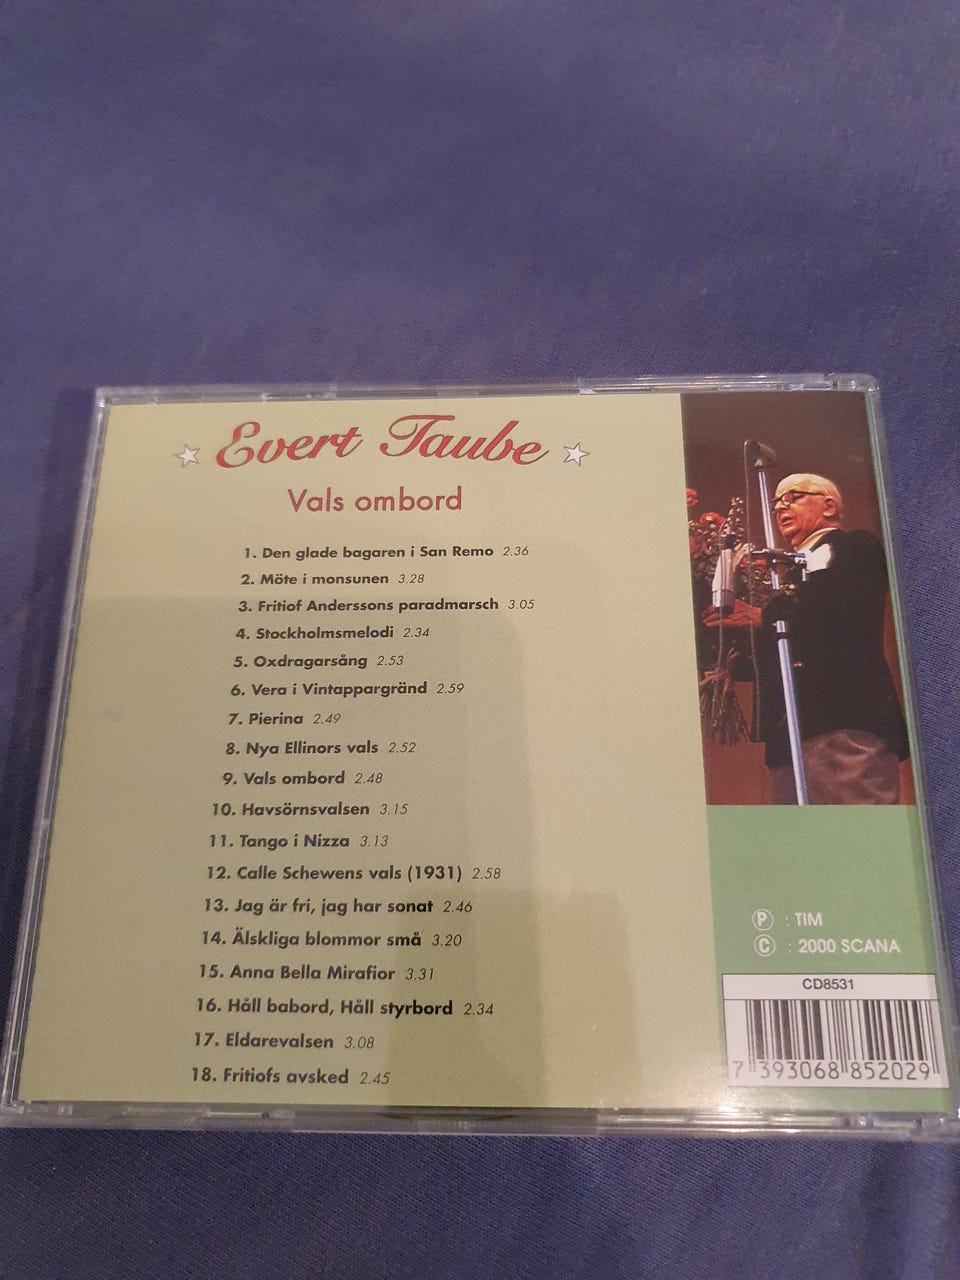 Evert Taube
Vals ombord
1. Den glade bagaren i San Remo 2.36
2. Möte i monsunen 3.28
3. Fritiof Anderssons paradmarsch 3.05
4. Stockholmsmelodi 2.34
5. Oxdragarsång 2.53
6. Vera i Vintappargränd 2.59
7. Pierina 2.49
8. Nya Ellinors vals 2.52
9. Vals ombord 2.48
10. Havsörnsvalsen 3.15
11. Tango i Nizza 3.13
12. Calle Schewens vals (1931) 2.58
13. Jag är fri, jag har sonat 2.46
14. Älskliga blommor små 3.20
15. Anna Bella Mirafior 3.31
16. Håll babord, Håll styrbord 2.34
17. Eldarevalsen 3.08
18. Fritiofs avsked 2.45
Ⓟ : TIM
Ⓒ : 2000 SCANA
CD8531
7 393068 852029